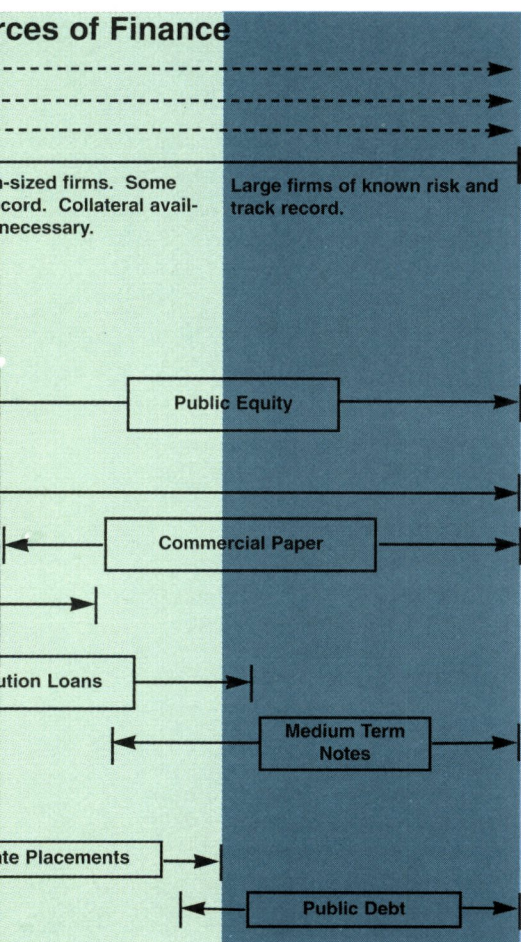 rces of Finance
-sized firms. Some
cord. Collateral avail-
necessary.
Large firms of known risk and
track record.
Public Equity
Commercial Paper
ution Loans
Medium Term
Notes
ate Placements
Public Debt